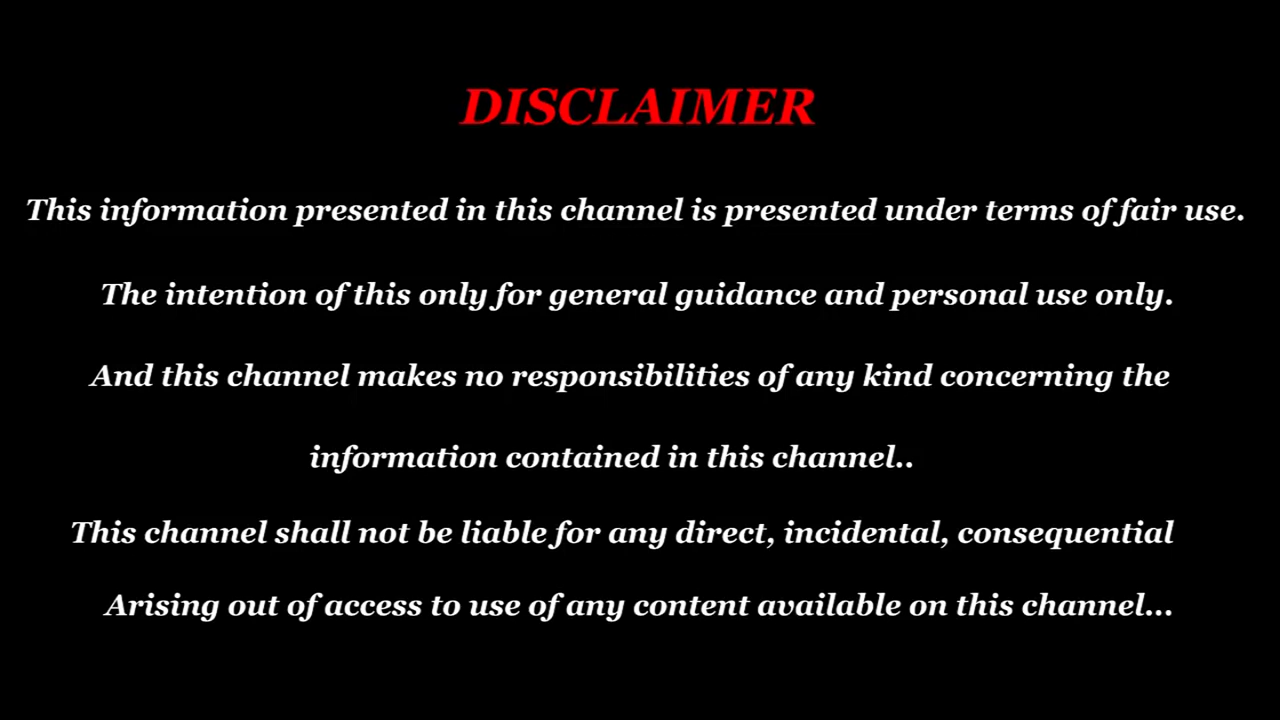 DISCLAIMER
This information presented in this channel is presented under terms of fair use.
The intention of this only for general guidance and personal use only.
And this channel makes no responsibilities of any kind concerning the
information contained in this channel..
This channel shall not be liable for any direct, incidental, consequential
Arising out of access to use of any content available on this channel...